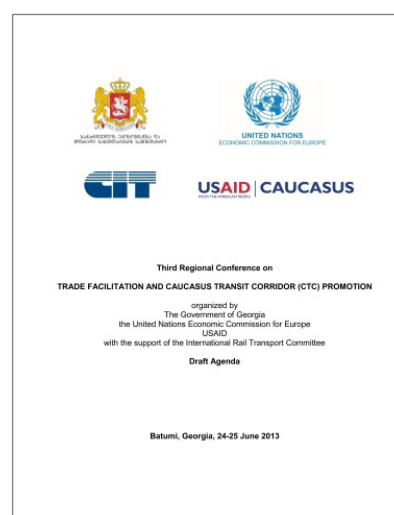 UNITED NATIONS
ECONOMIC COMMISSION FOR EUROPE
CIT
USAID | CAUCASUS
FROM THE AMERICAN PEOPLE
Third Regional Conference on
TRADE FACILITATION AND CAUCASUS TRANSIT CORRIDOR (CTC) PROMOTION
organized by
The Government of Georgia
the United Nations Economic Commission for Europe
USAID
with the support of the International Rail Transport Committee
Draft Agenda
Batumi, Georgia, 24-25 June 2013